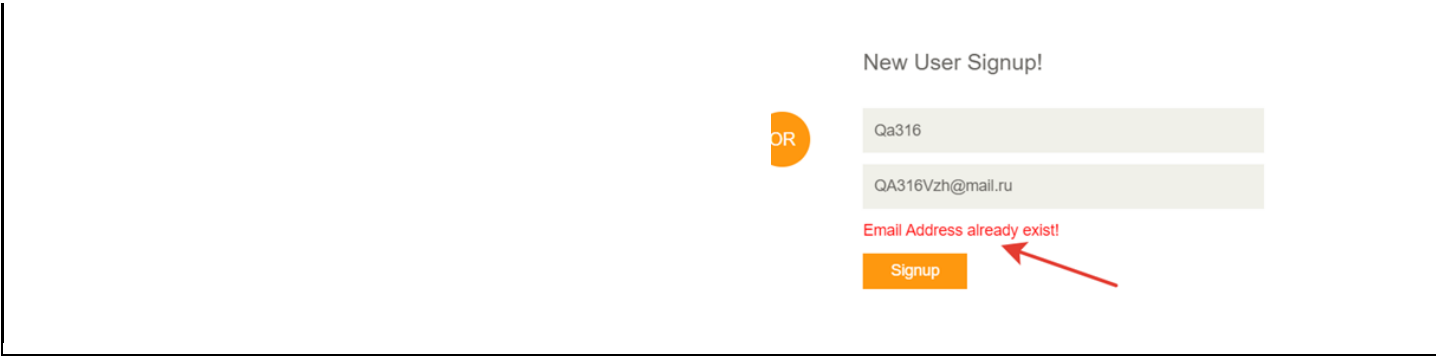 New User Signup!
OR
Qa316
QA316Vzh@mail.ru
Email Address already exist!
Signup